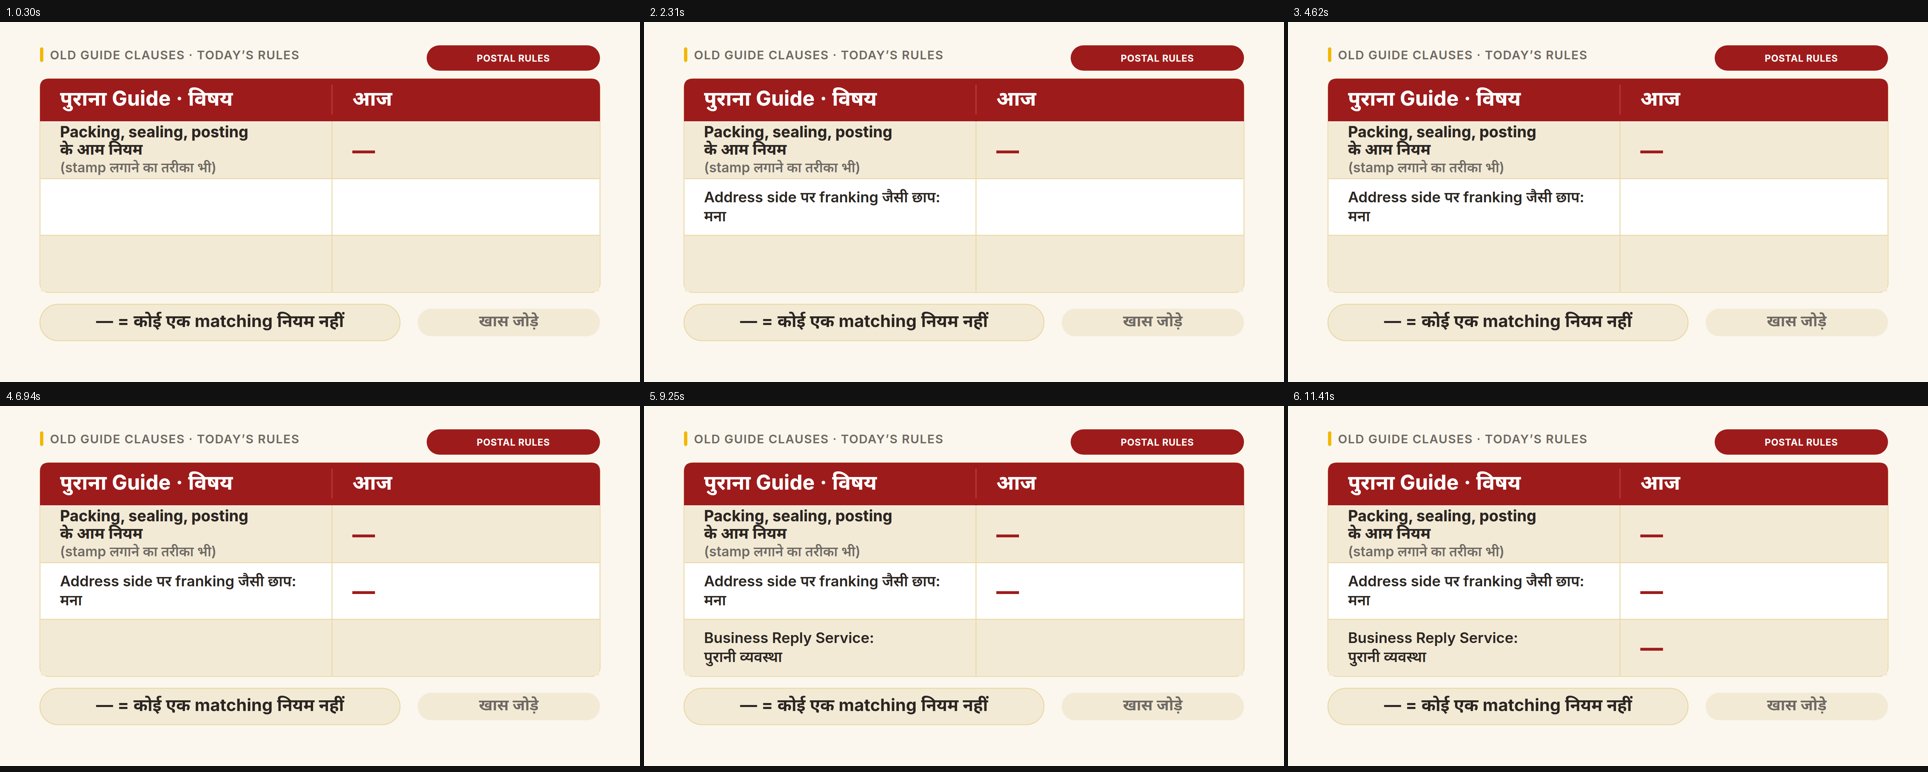 1. 0.30s
OLD GUIDE CLAUSES · TODAY’S RULES
POSTAL RULES
पुराना Guide · विषय
आज
Packing, sealing, posting
के आम नियम
(stamp लगाने का तरीका भी)
—
— = कोई एक matching नियम नहीं
खास जोड़े
2. 2.31s
OLD GUIDE CLAUSES · TODAY’S RULES
POSTAL RULES
पुराना Guide · विषय
आज
Packing, sealing, posting
के आम नियम
(stamp लगाने का तरीका भी)
—
Address side पर franking जैसी छाप:
मना
— = कोई एक matching नियम नहीं
खास जोड़े
3. 4.62s
OLD GUIDE CLAUSES · TODAY’S RULES
POSTAL RULES
पुराना Guide · विषय
आज
Packing, sealing, posting
के आम नियम
(stamp लगाने का तरीका भी)
—
Address side पर franking जैसी छाप:
मना
— = कोई एक matching नियम नहीं
खास जोड़े
4. 6.94s
OLD GUIDE CLAUSES · TODAY’S RULES
POSTAL RULES
पुराना Guide · विषय
आज
Packing, sealing, posting
के आम नियम
(stamp लगाने का तरीका भी)
—
Address side पर franking जैसी छाप:
मना
—
— = कोई एक matching नियम नहीं
खास जोड़े
5. 9.25s
OLD GUIDE CLAUSES · TODAY’S RULES
POSTAL RULES
पुराना Guide · विषय
आज
Packing, sealing, posting
के आम नियम
(stamp लगाने का तरीका भी)
—
Address side पर franking जैसी छाप:
मना
—
Business Reply Service:
पुरानी व्यवस्था
— = कोई एक matching नियम नहीं
खास जोड़े
6. 11.41s
OLD GUIDE CLAUSES · TODAY’S RULES
POSTAL RULES
पुराना Guide · विषय
आज
Packing, sealing, posting
के आम नियम
(stamp लगाने का तरीका भी)
—
Address side पर franking जैसी छाप:
मना
—
Business Reply Service:
पुरानी व्यवस्था
—
— = कोई एक matching नियम नहीं
खास जोड़े